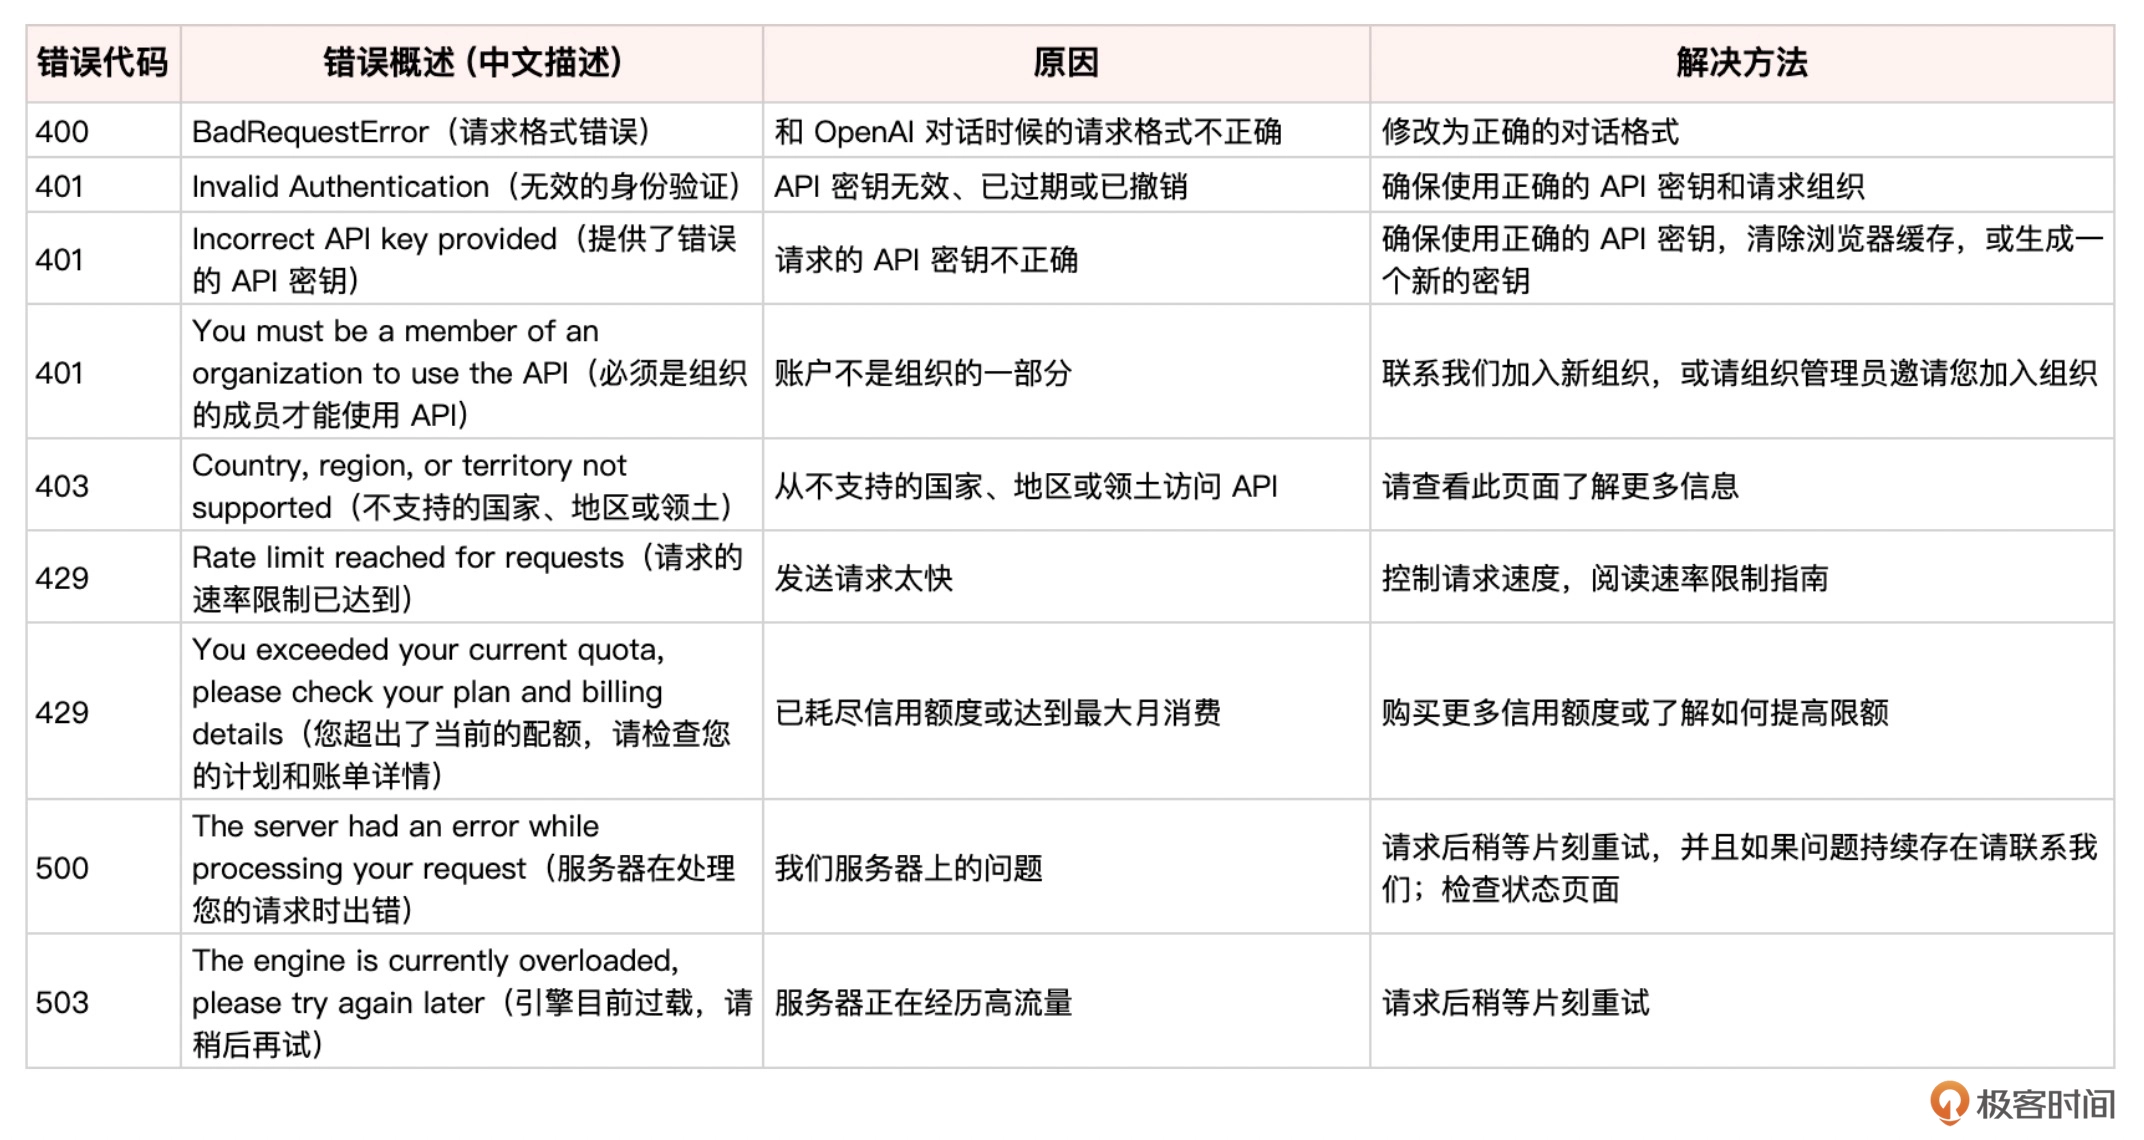 错误代码 错误概述 (中文描述) 原因 解决方法
400 BadRequestError（请求格式错误） 和 OpenAI 对话时候的请求格式不正确 修改为正确的对话格式
401 Invalid Authentication（无效的身份验证） API 密钥无效、已过期或已撤销 确保使用正确的 API 密钥和请求组织
401
Incorrect API key provided（提供了错误
的 API 密钥）
请求的 API 密钥不正确
确保使用正确的 API 密钥，清除浏览器缓存，或生成一
个新的密钥
401
You must be a member of an
organization to use the API（必须是组织
的成员才能使用 API）
账户不是组织的一部分
联系我们加入新组织，或请组织管理员邀请您加入组织
403
Country, region, or territory not
supported（不支持的国家、地区或领土）
从不支持的国家、地区或领土访问 API
请查看此页面了解更多信息
429
Rate limit reached for requests（请求的
速率限制已达到）
发送请求太快
控制请求速度，阅读速率限制指南
429
You exceeded your current quota,
please check your plan and billing
details（您超出了当前的配额，请检查您
的计划和账单详情）
已耗尽信用额度或达到最大月消费
购买更多信用额度或了解如何提高限额
500
The server had an error while
processing your request（服务器在处理
您的请求时出错）
我们服务器上的问题
请求后稍等片刻重试，并且如果问题持续存在请联系我
们；检查状态页面
503
The engine is currently overloaded,
please try again later（引擎目前过载，请
稍后再试）
服务器正在经历高流量
请求后稍等片刻重试
极客时间